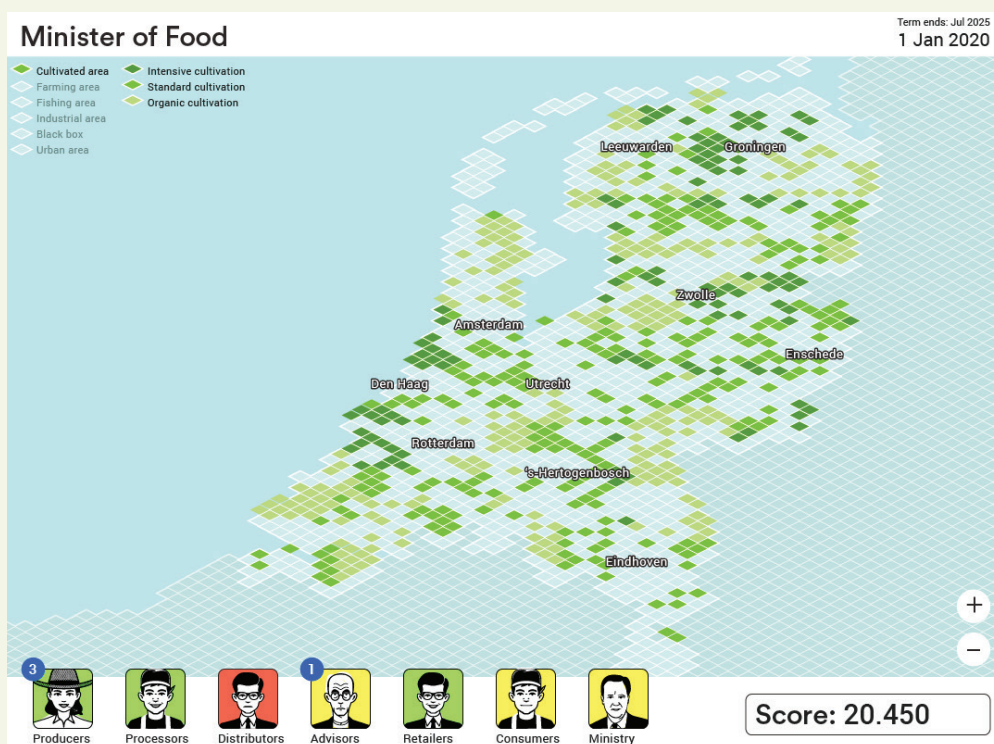 Minister of Food
Term ends: Jul 2025
1 Jan 2020
Cultivated area
Farming area
Fishing area
Industrial area
Black box
Urban area
Intensive cultivation
Standard cultivation
Organic cultivation
Leeuwarden
Groningen
Zwolle
Amsterdam
Enschede
Den Haag
Utrecht
Rotterdam
's-Hertogenbosch
Eindhoven
+
−
3
1
Producers
Processors
Distributors
Advisors
Retailers
Consumers
Ministry
Score: 20.450